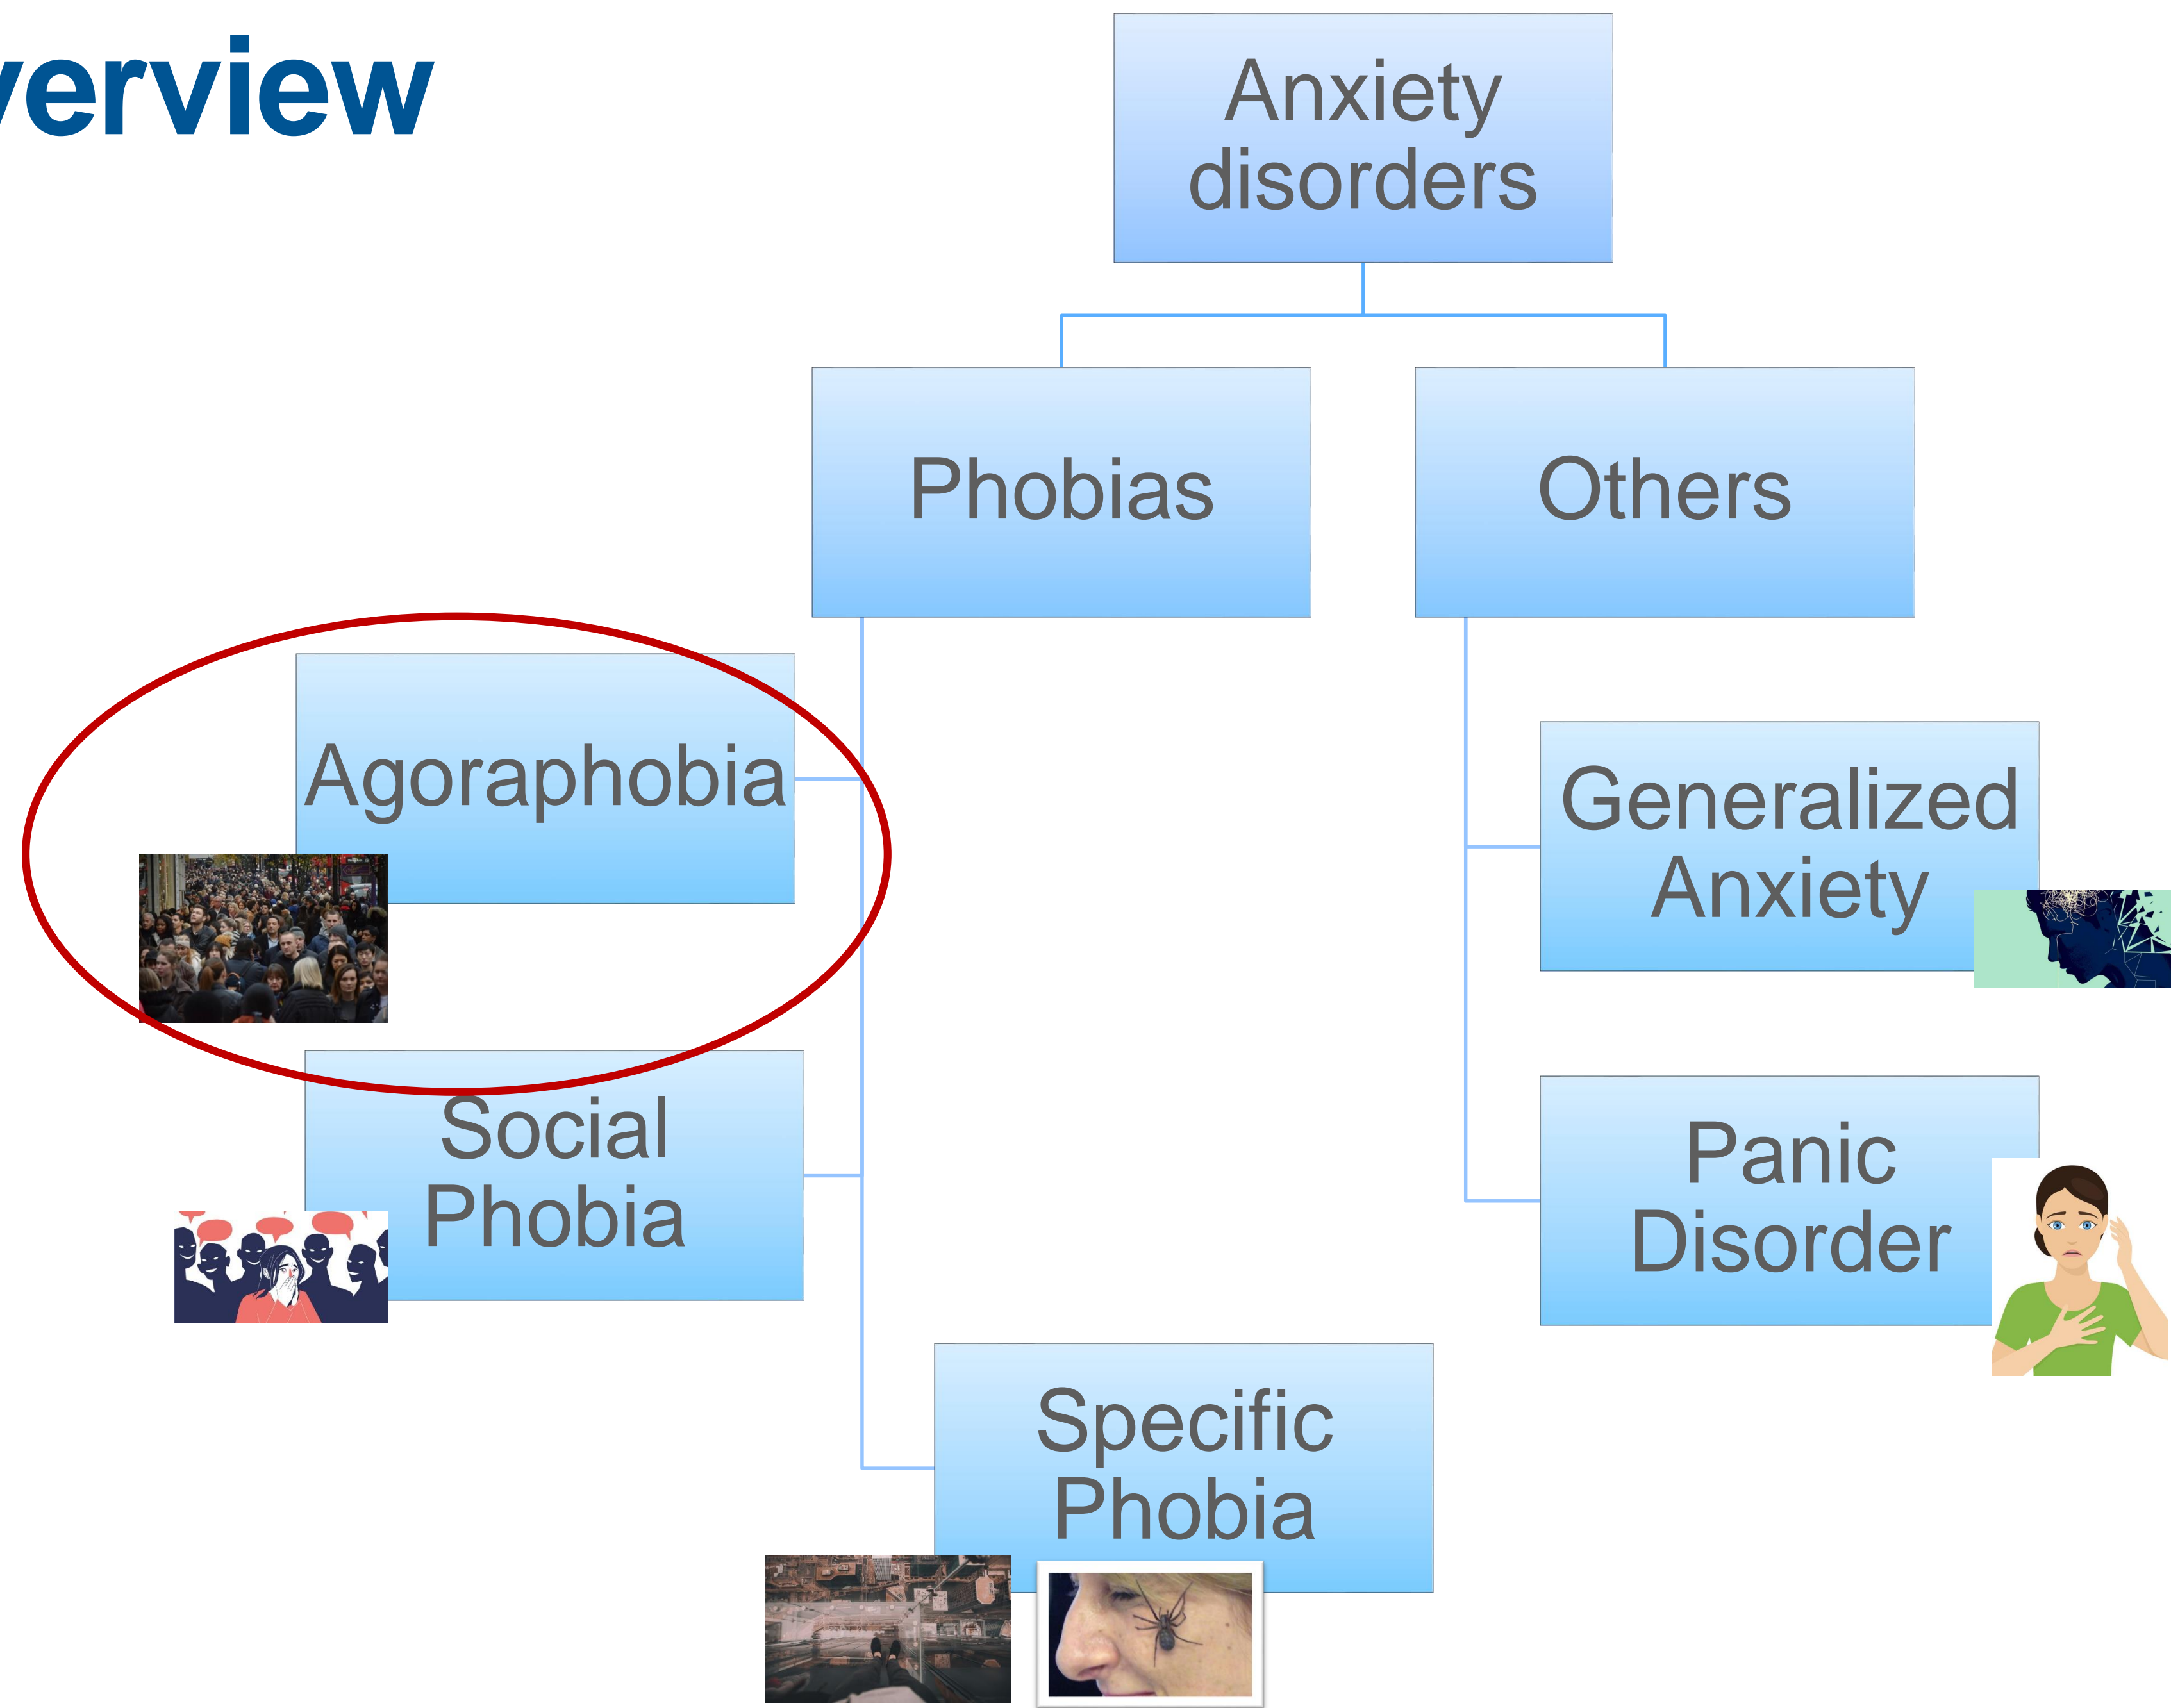 verview
Anxiety
disorders
Phobias
Others
Agoraphobia
Generalized
Anxiety
Social
Phobia
Panic
Disorder
Specific
Phobia